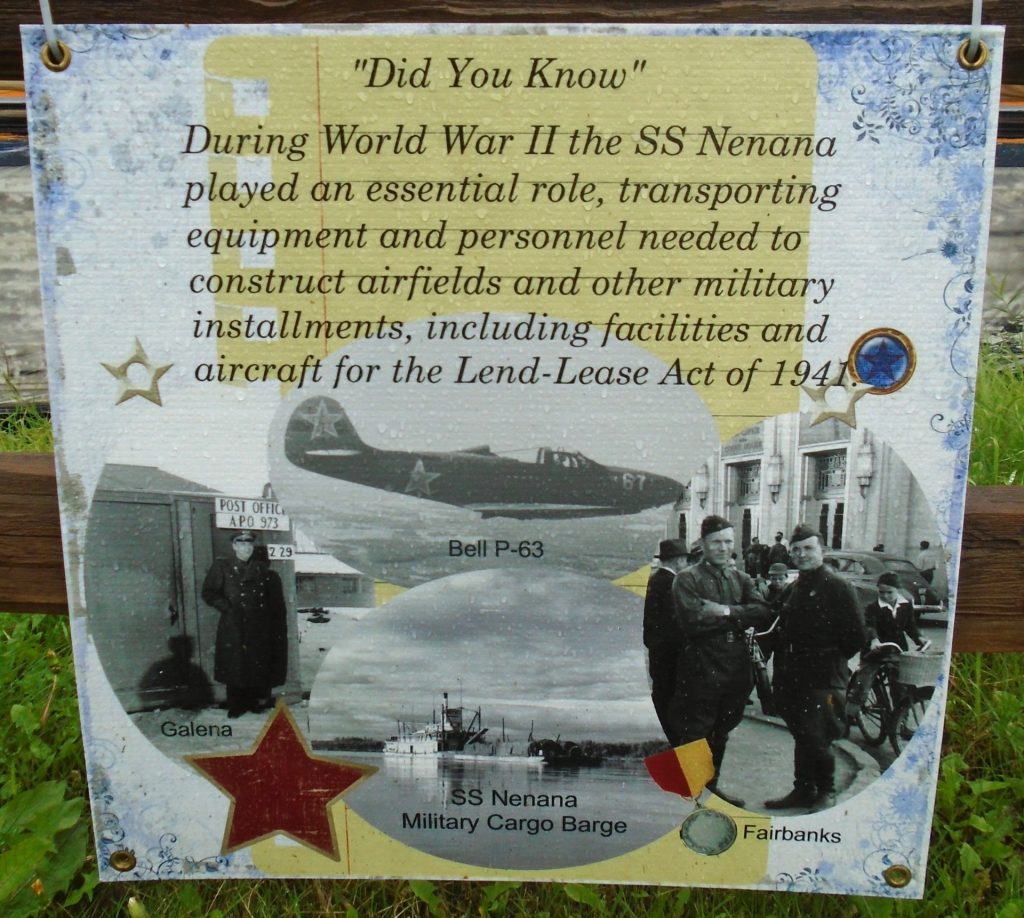 "Did You Know"
During World War II the SS Nenana
played an essential role, transporting
equipment and personnel needed to
construct airfields and other military
installments, including facilities and
aircraft for the Lend-Lease Act of 1941.
67
Bell P-63
POST OFFICE
A.P.O 973
229
Galena
SS Nenana
Military Cargo Barge
Fairbanks